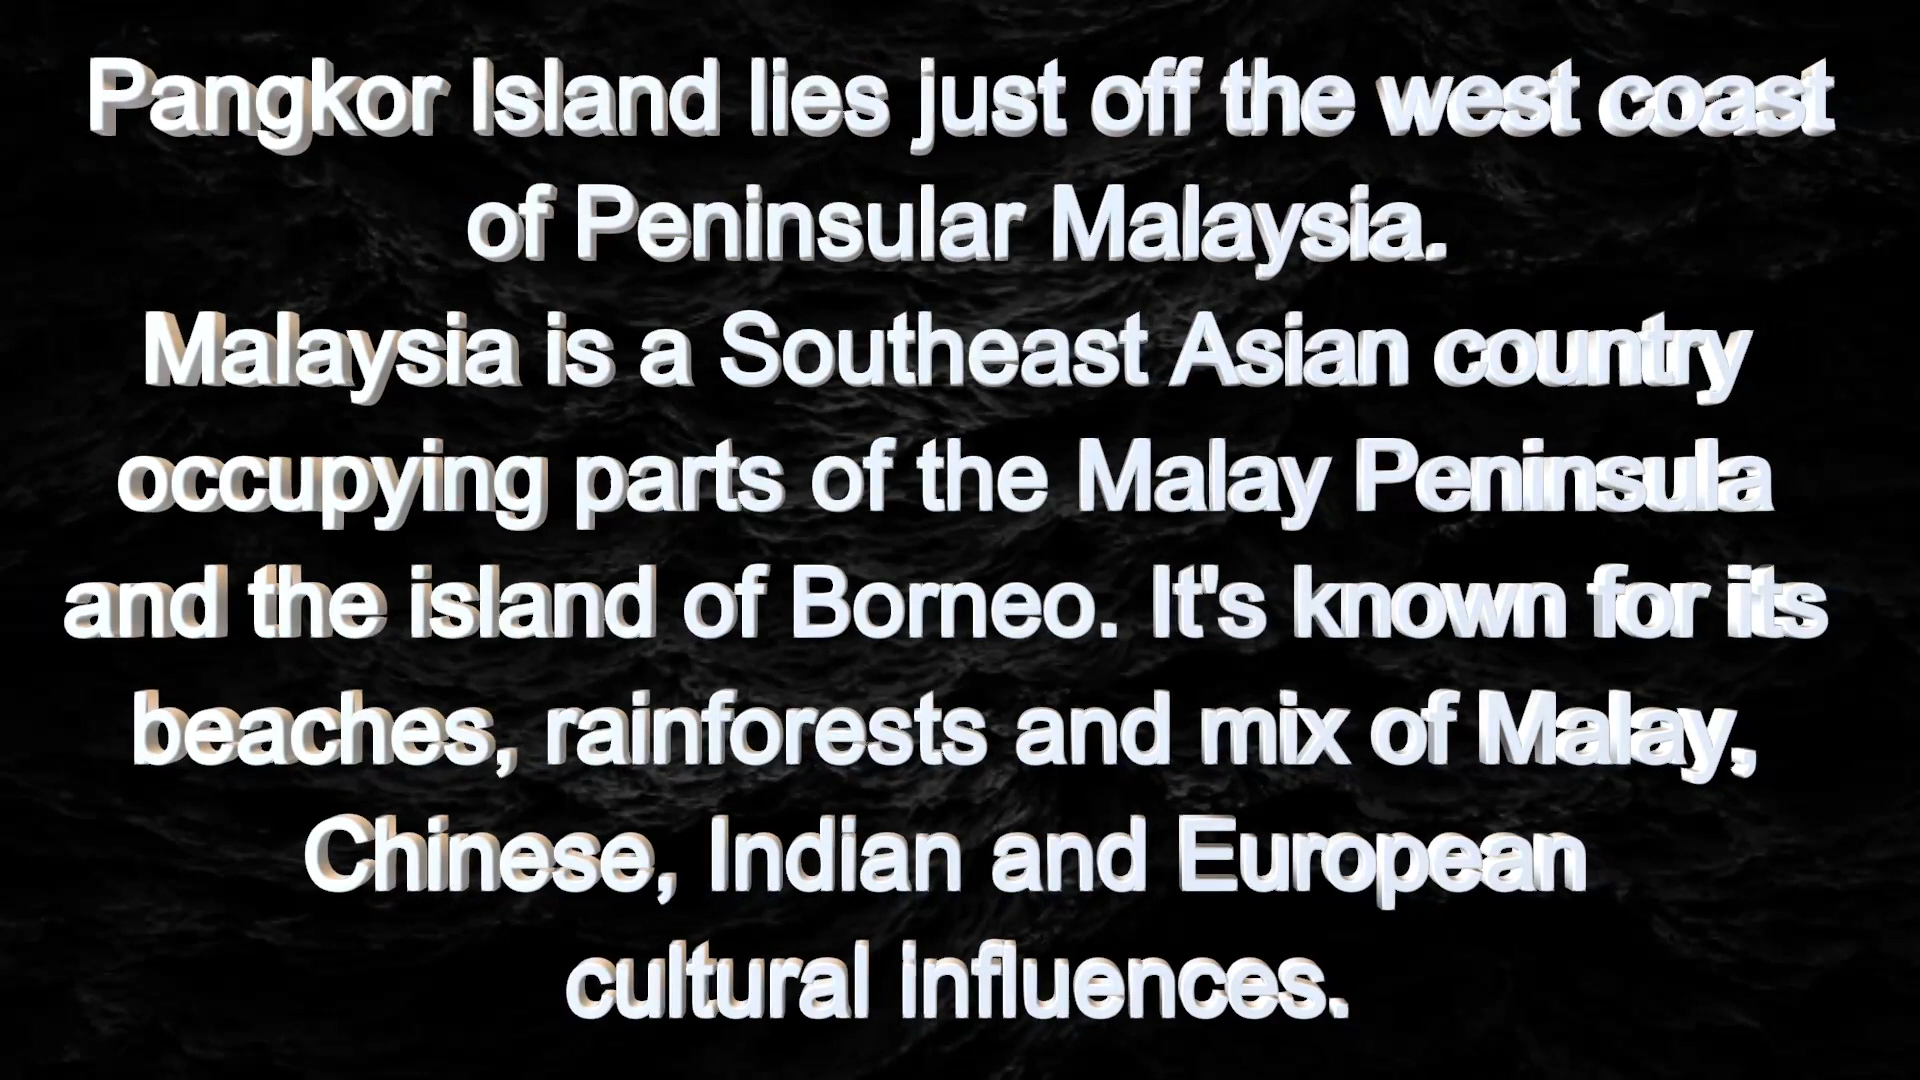 Pangkor Island lies just off the west coast
of Peninsular Malaysia.
Malaysia is a Southeast Asian country
occupying parts of the Malay Peninsula
and the island of Borneo. It's known for its
beaches, rainforests and mix of Malay,
Chinese, Indian and European
cultural influences.